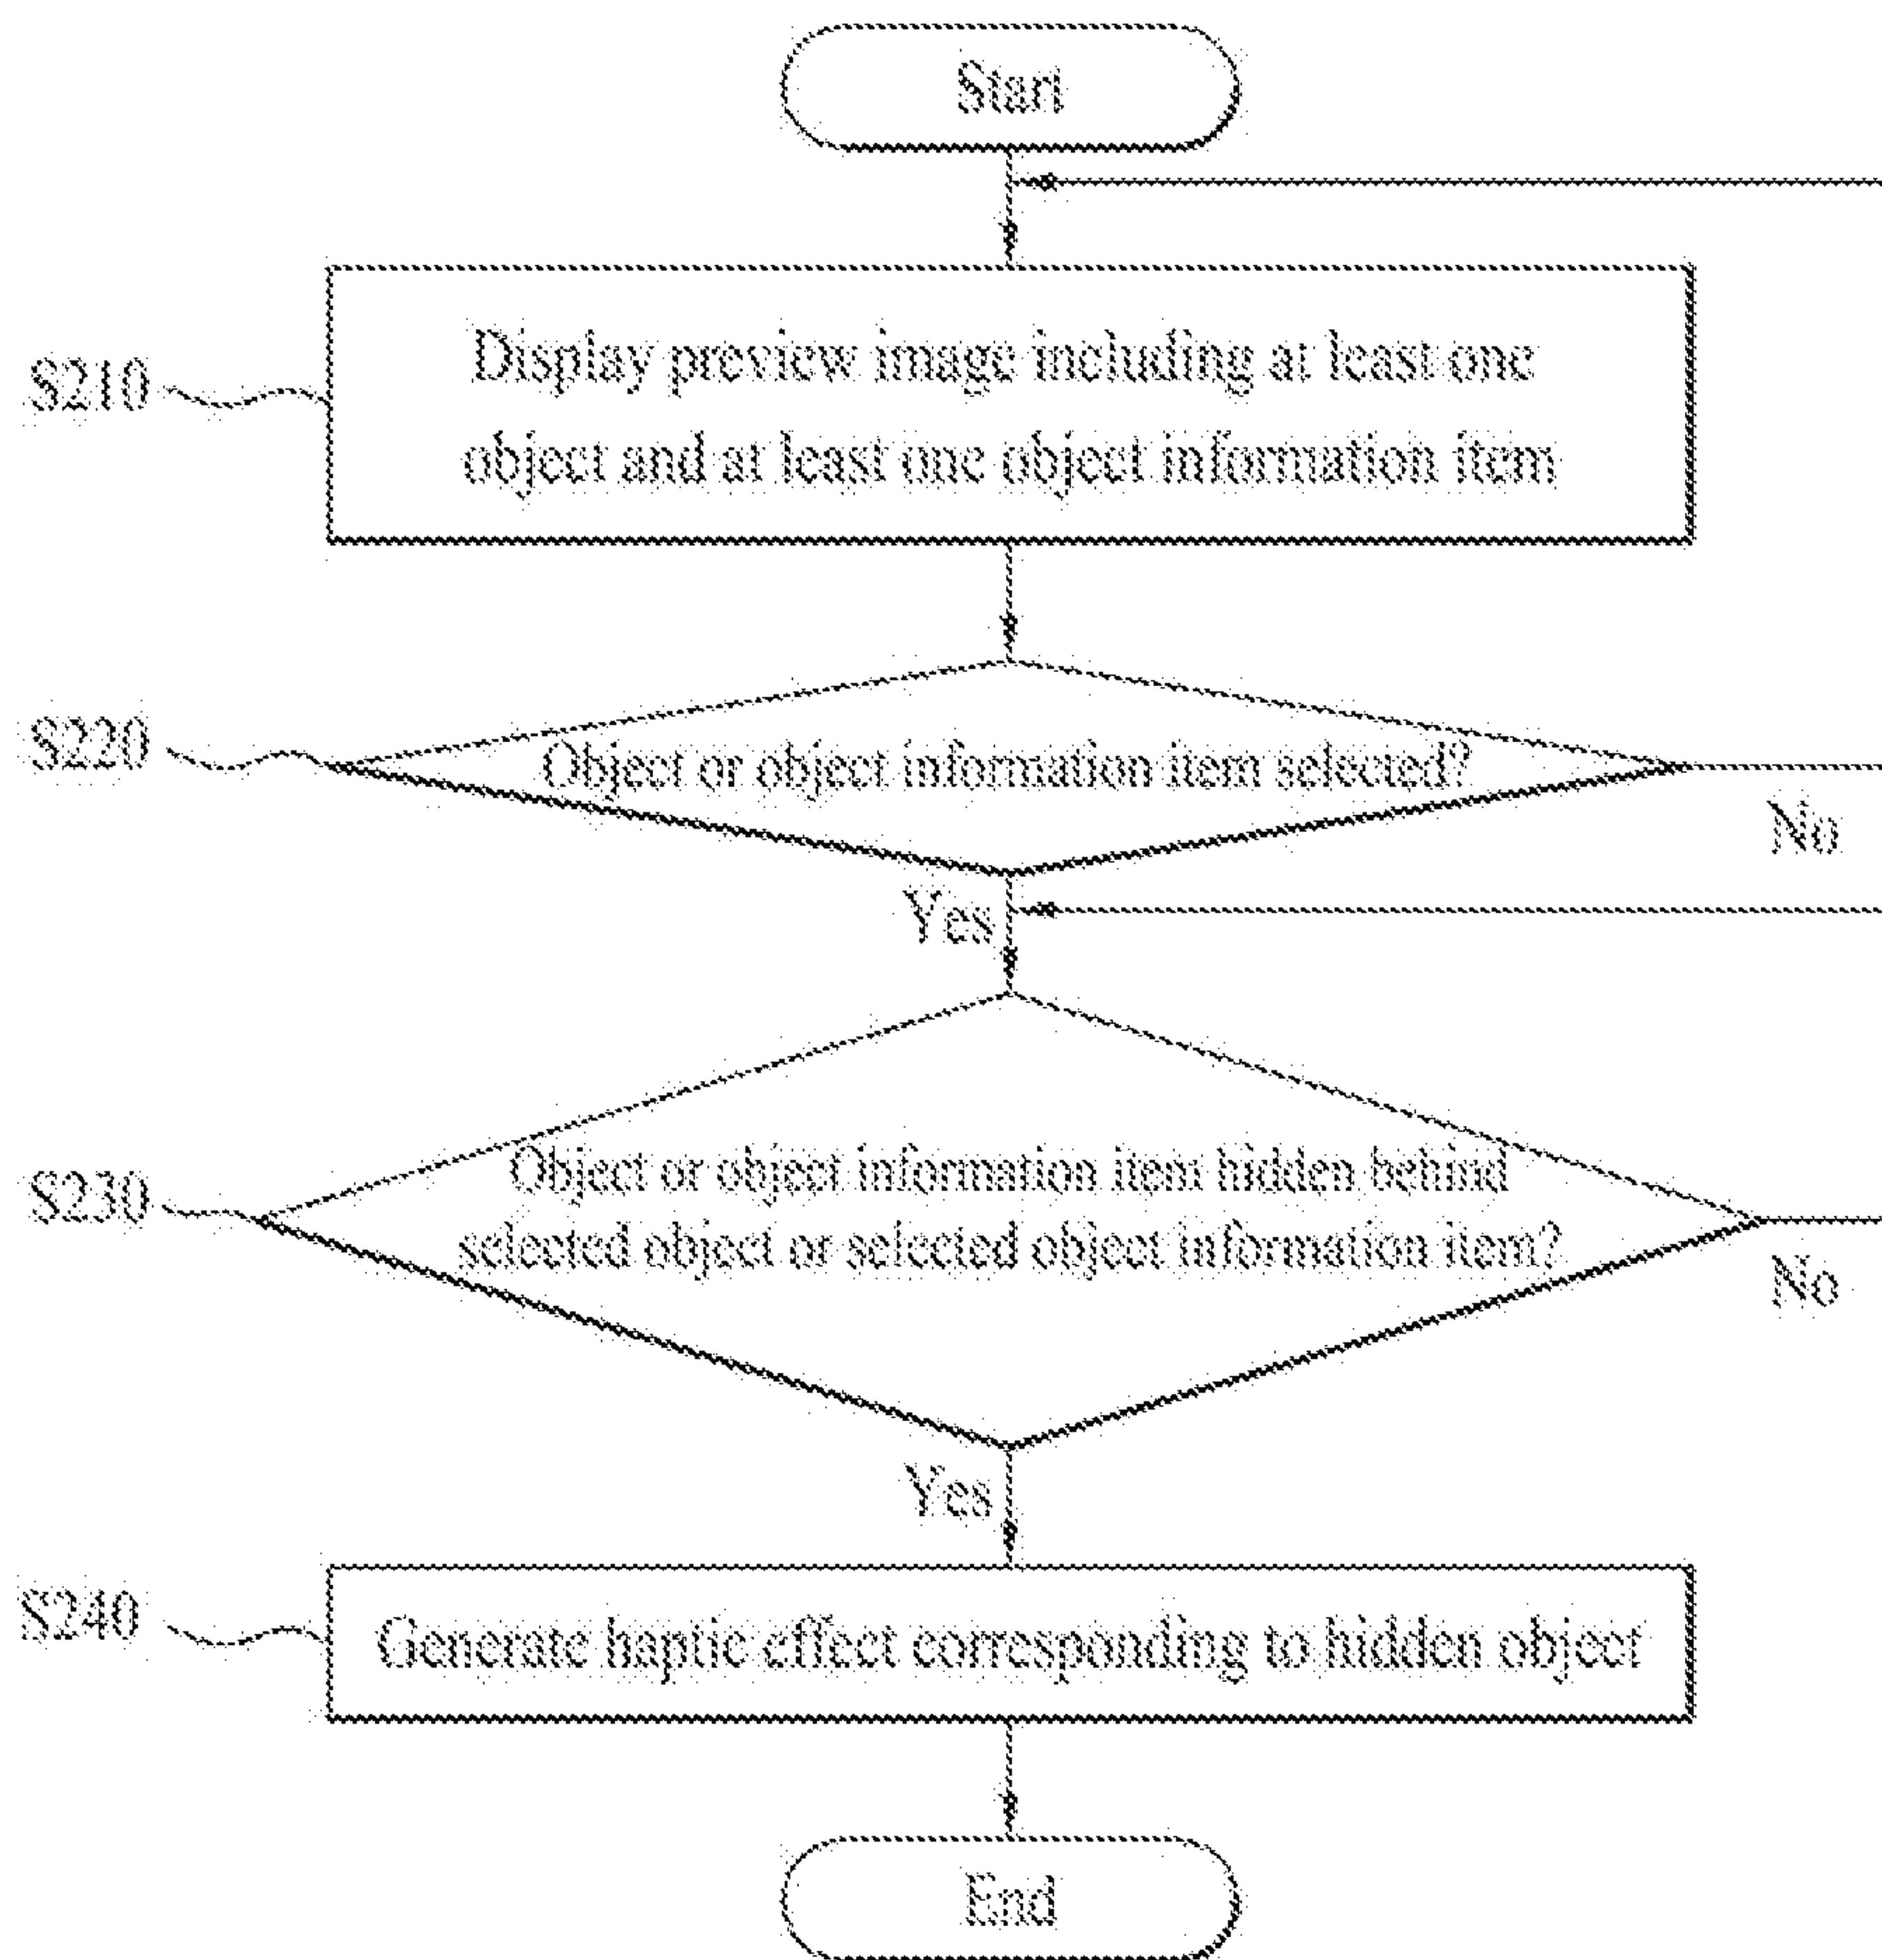 Start
S210
Display preview image including at least one
object and at least one object information item
S220
Object or object information item selected?
No
Yes
S230
Object or object information item hidden behind
selected object or selected object information item?
No
Yes
S240
Generate haptic effect corresponding to hidden object
End